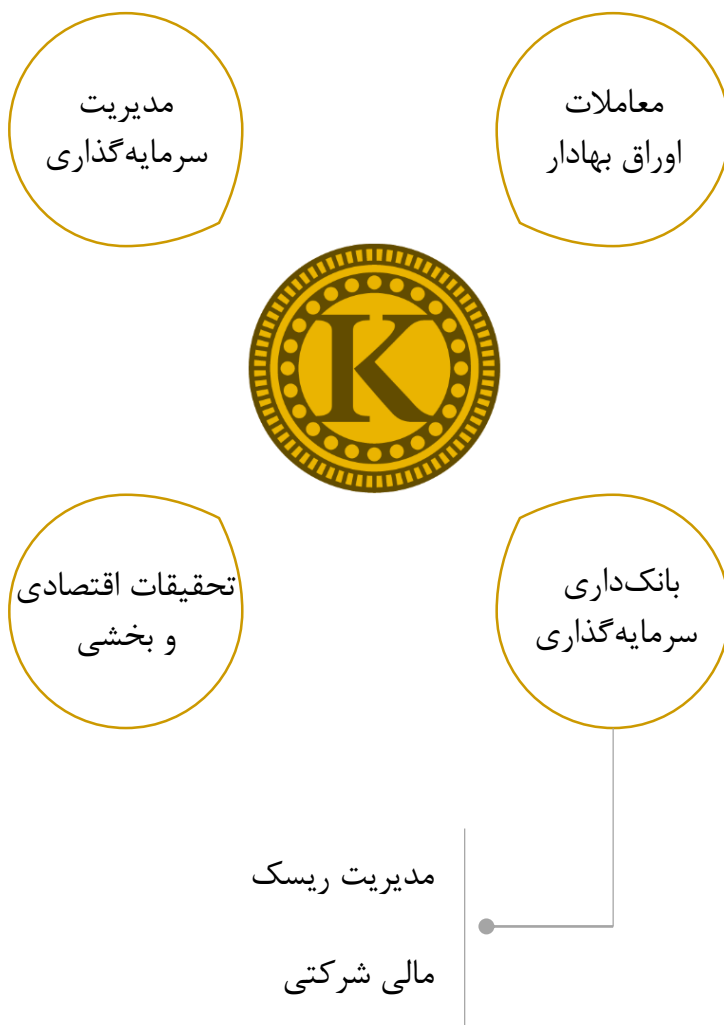 معاملات
اوراق بهادار
مدیریت
سرمایه‌گذاری
K
بانک‌داری
سرمایه‌گذاری
تحقیقات اقتصادی
و بخشی
مدیریت ریسک
مالی شرکتی